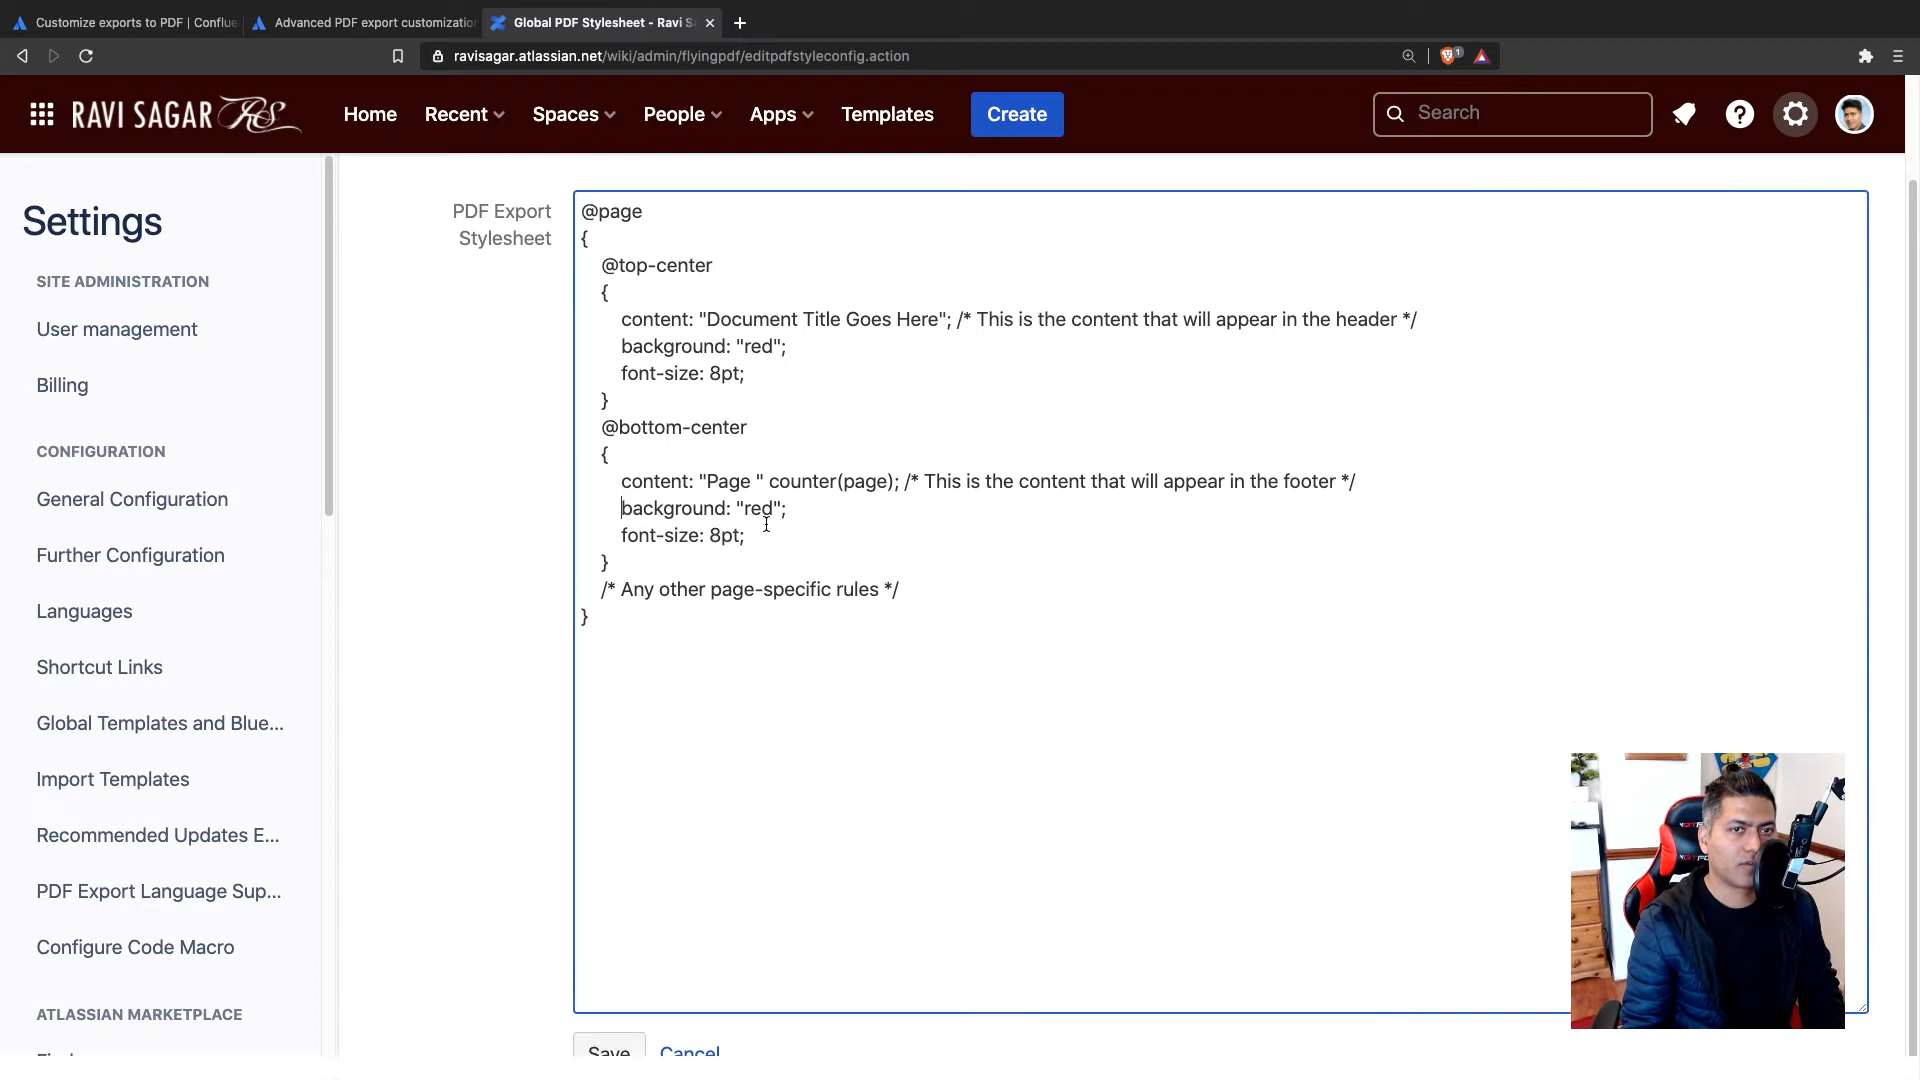 Customize exports to PDF | Conflue
Advanced PDF export customizatio
Global PDF Stylesheet - Ravi S
ravisagar.atlassian.net/wiki/admin/flyingpdf/editpdfstyleconfig.action
1
RAVI SAGAR RS
Home
Recent
Spaces
People
Apps
Templates
Create
Search
Settings
SITE ADMINISTRATION
User management
Billing
CONFIGURATION
General Configuration
Further Configuration
Languages
Shortcut Links
Global Templates and Blue...
Import Templates
Recommended Updates E...
PDF Export Language Sup...
Configure Code Macro
ATLASSIAN MARKETPLACE
PDF Export
Stylesheet
@page
{
@top-center
{
content: "Document Title Goes Here"; /* This is the content that will appear in the header */
background: "red";
font-size: 8pt;
}
@bottom-center
{
content: "Page " counter(page); /* This is the content that will appear in the footer */
background: "red";
font-size: 8pt;
}
/* Any other page-specific rules */
}
Save
Cancel